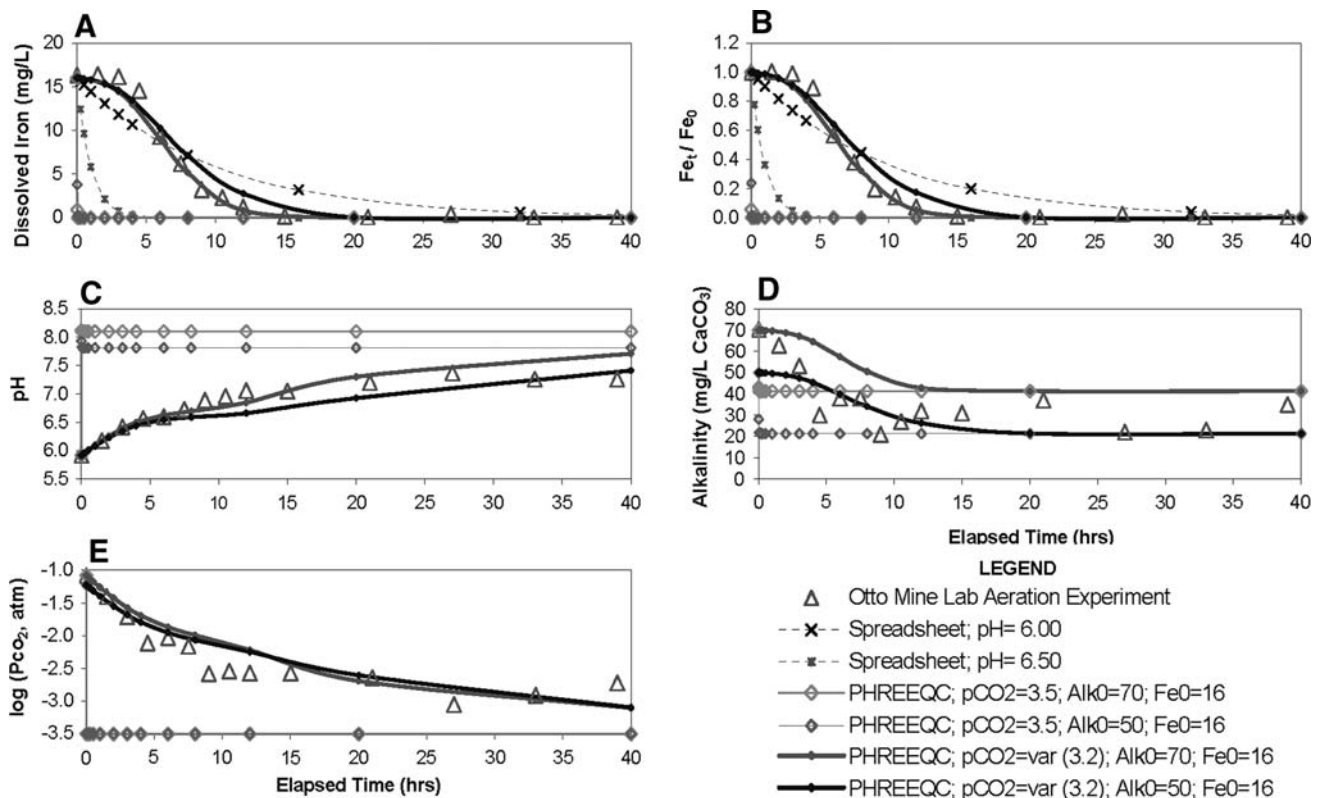 A
Dissolved Iron (mg/L)
20
15
10
5
0
0 5 10 15 20 25 30 35 40
B
Fet / Fe0
1.2
1.0
0.8
0.6
0.4
0.2
0.0
0 5 10 15 20 25 30 35 40
C
pH
8.5
8.0
7.5
7.0
6.5
6.0
5.5
0 5 10 15 20 25 30 35 40
D
Alkalinity (mg/L CaCO3)
80
70
60
50
40
30
20
10
0
0 5 10 15 20 25 30 35 40
Elapsed Time (hrs)
E
log (Pco2, atm)
-1.0
-1.5
-2.0
-2.5
-3.0
-3.5
0 5 10 15 20 25 30 35 40
Elapsed Time (hrs)
LEGEND
Otto Mine Lab Aeration Experiment
Spreadsheet; pH= 6.00
Spreadsheet; pH= 6.50
PHREEQC; pCO2=3.5; Alk0=70; Fe0=16
PHREEQC; pCO2=3.5; Alk0=50; Fe0=16
PHREEQC; pCO2=var (3.2); Alk0=70; Fe0=16
PHREEQC; pCO2=var (3.2); Alk0=50; Fe0=16